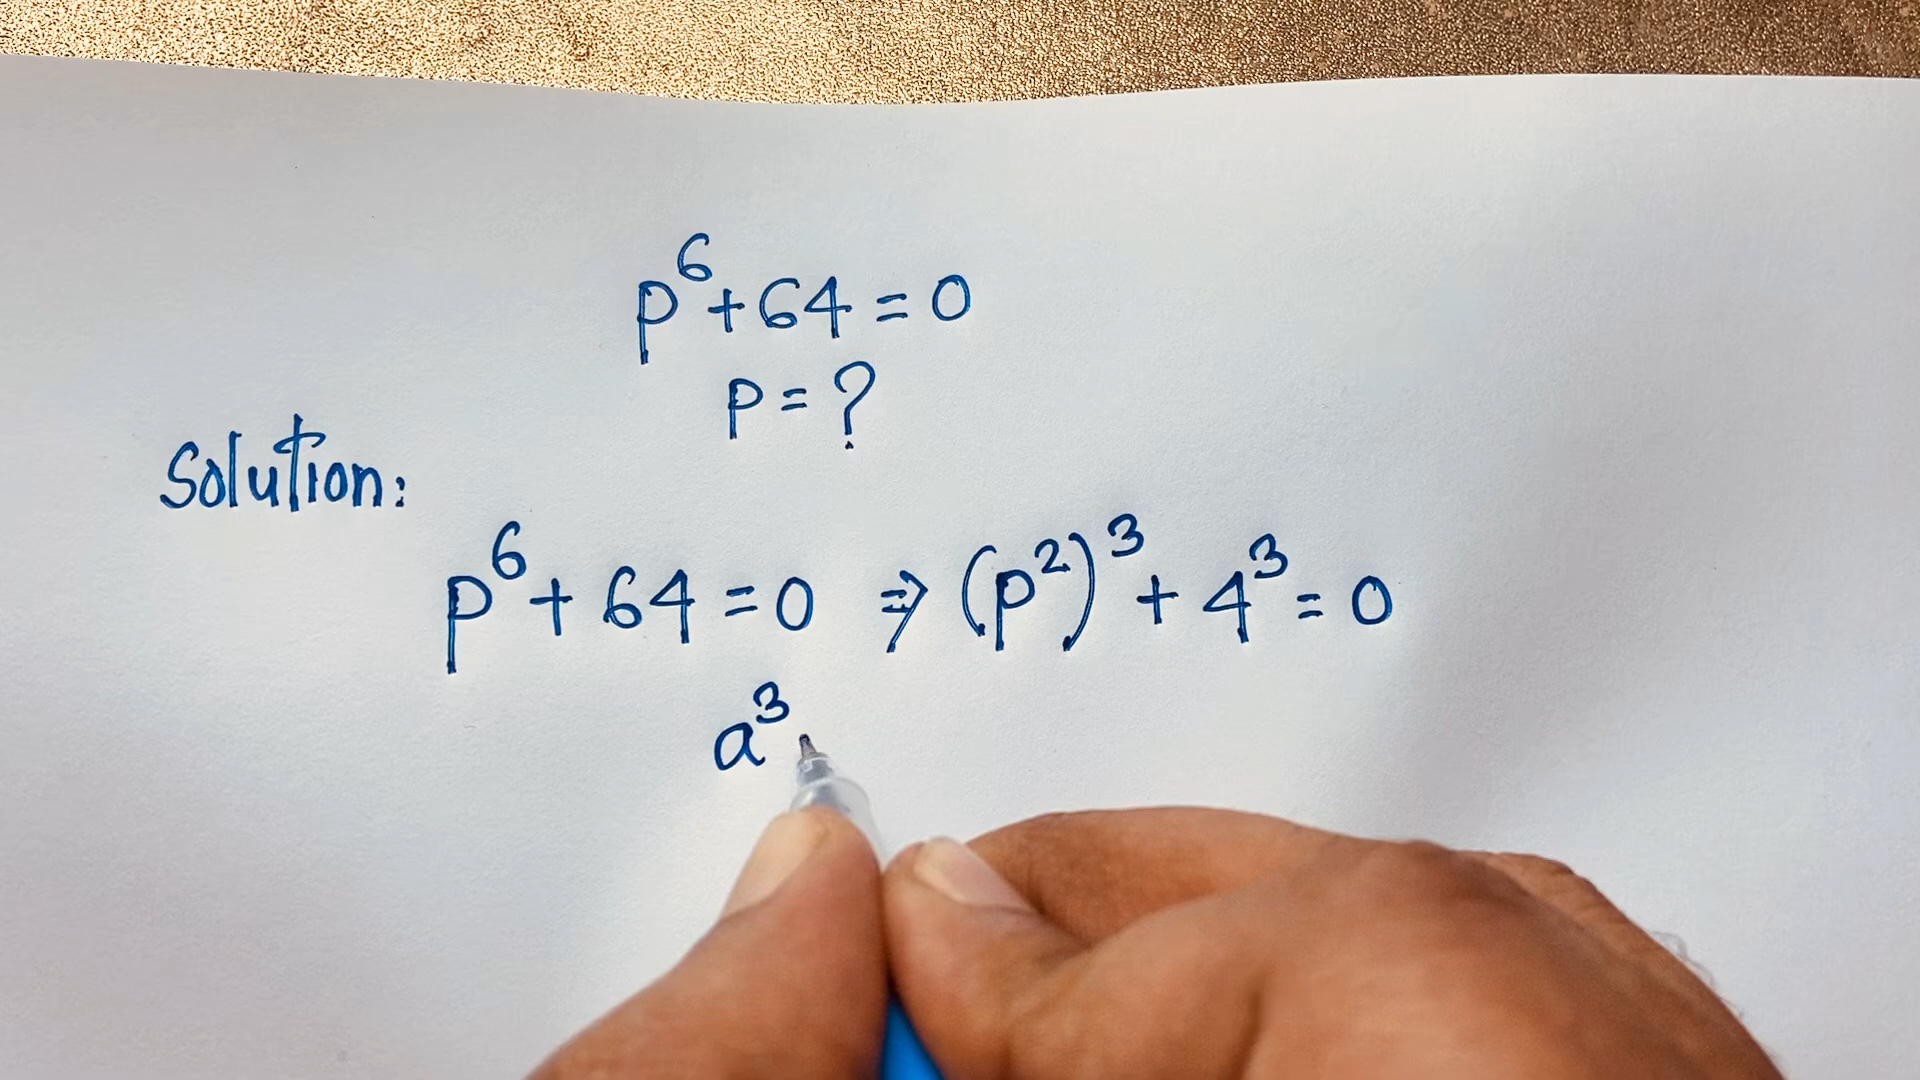 p⁶+64=0
p=?
Solution:
p⁶+64=0 ⇒ (p²)³+4³=0
a³